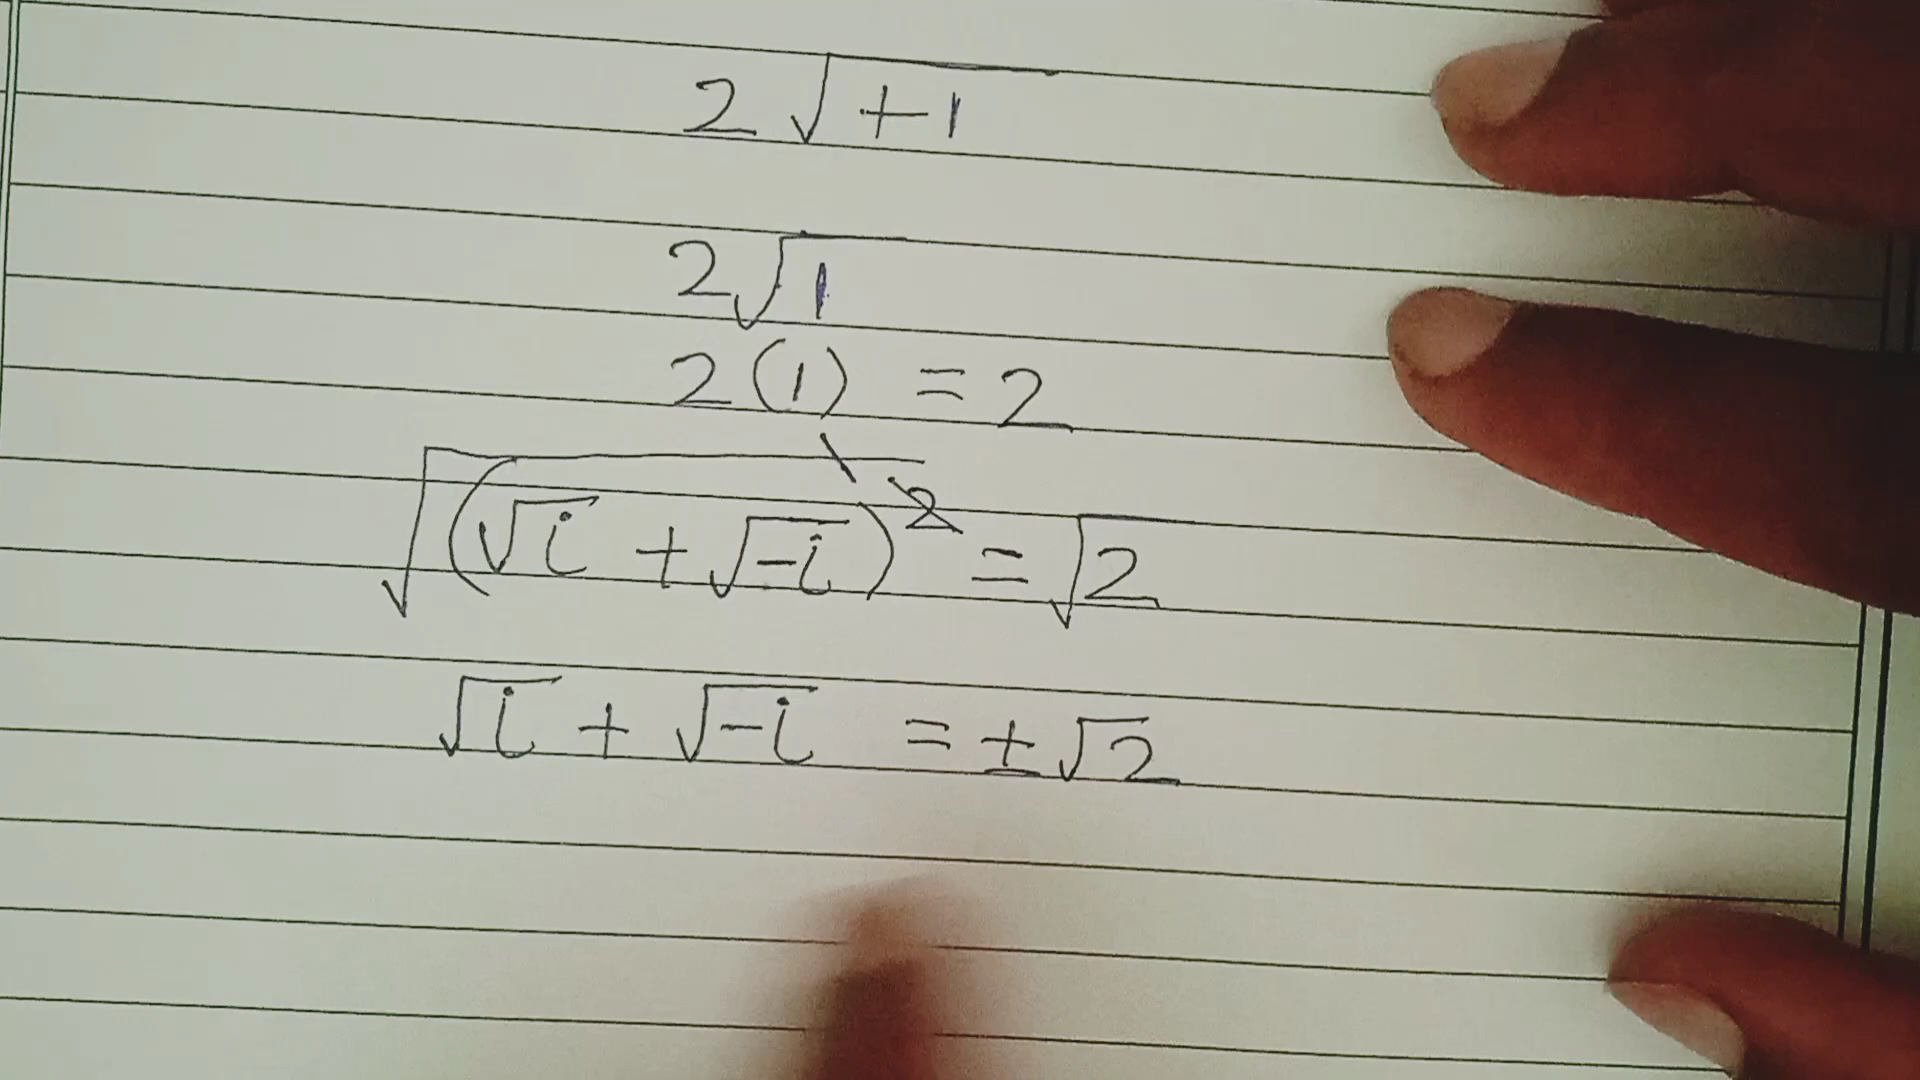 2√+1
2√1
2(1) = 2
√(√i + √-i)² = √2
√i + √-i = ±√2